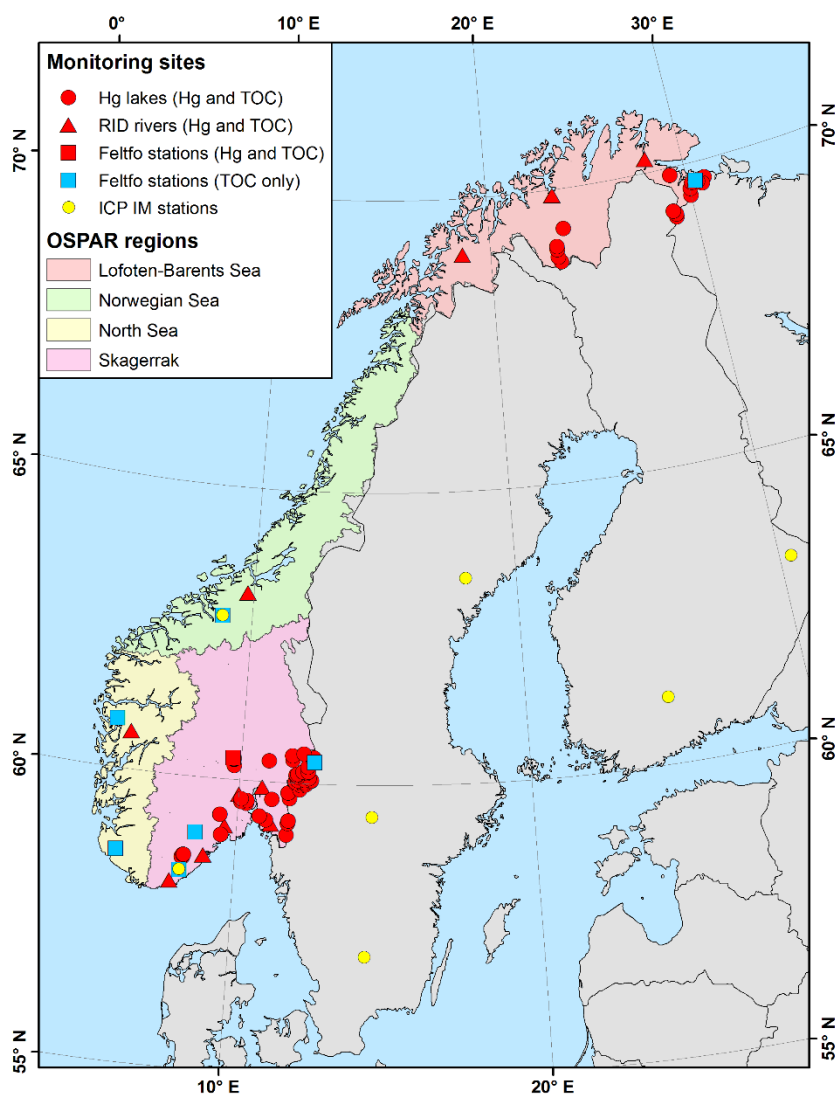 0° 10° E 20° E 30° E
Monitoring sites
Hg lakes (Hg and TOC)
RID rivers (Hg and TOC)
Feltfo stations (Hg and TOC)
Feltfo stations (TOC only)
ICP IM stations
OSPAR regions
Lofoten-Barents Sea
Norwegian Sea
North Sea
Skagerrak
70° N
70° N
65° N
65° N
60° N
60° N
55° N
55° N
10° E 20° E